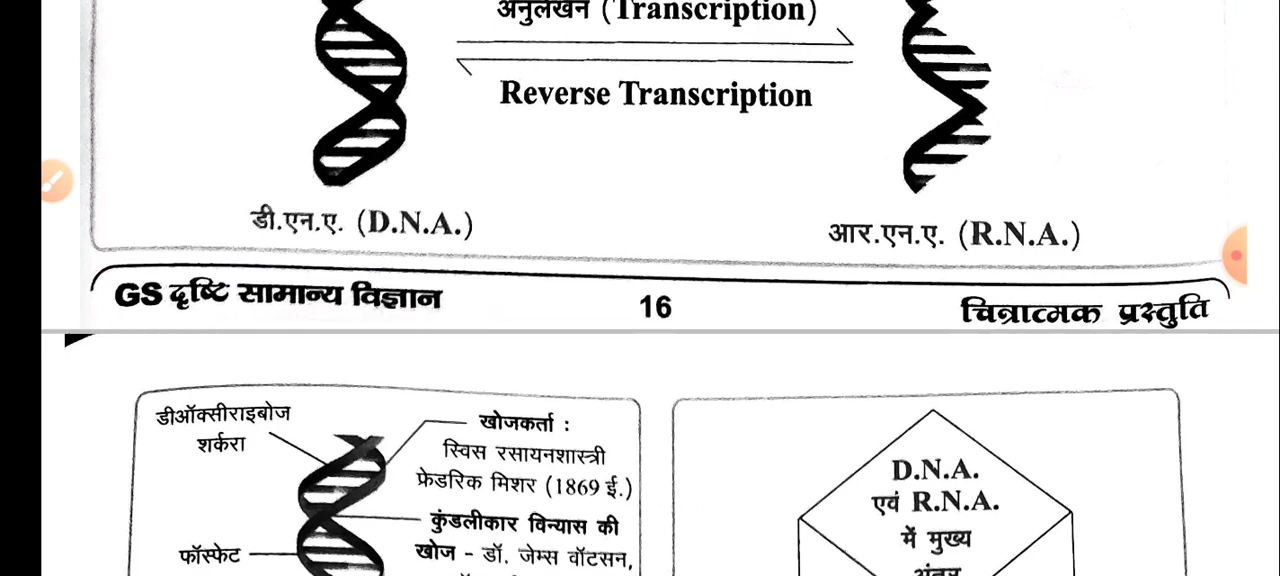 अनुलेखन (Transcription)
Reverse Transcription
डी.एन.ए. (D.N.A.)
आर.एन.ए. (R.N.A.)
GS दृष्टि सामान्य विज्ञान
16
चित्रात्मक प्रस्तुति
डीऑक्सीराइबोज
शर्करा
फॉस्फेट
खोजकर्ता :
स्विस रसायनशास्त्री
फ्रेडरिक मिशर (1869 ई.)
कुंडलीकार विन्यास की
खोज - डॉ. जेम्स वॉटसन,
D.N.A.
एवं R.N.A.
में मुख्य
अंतर